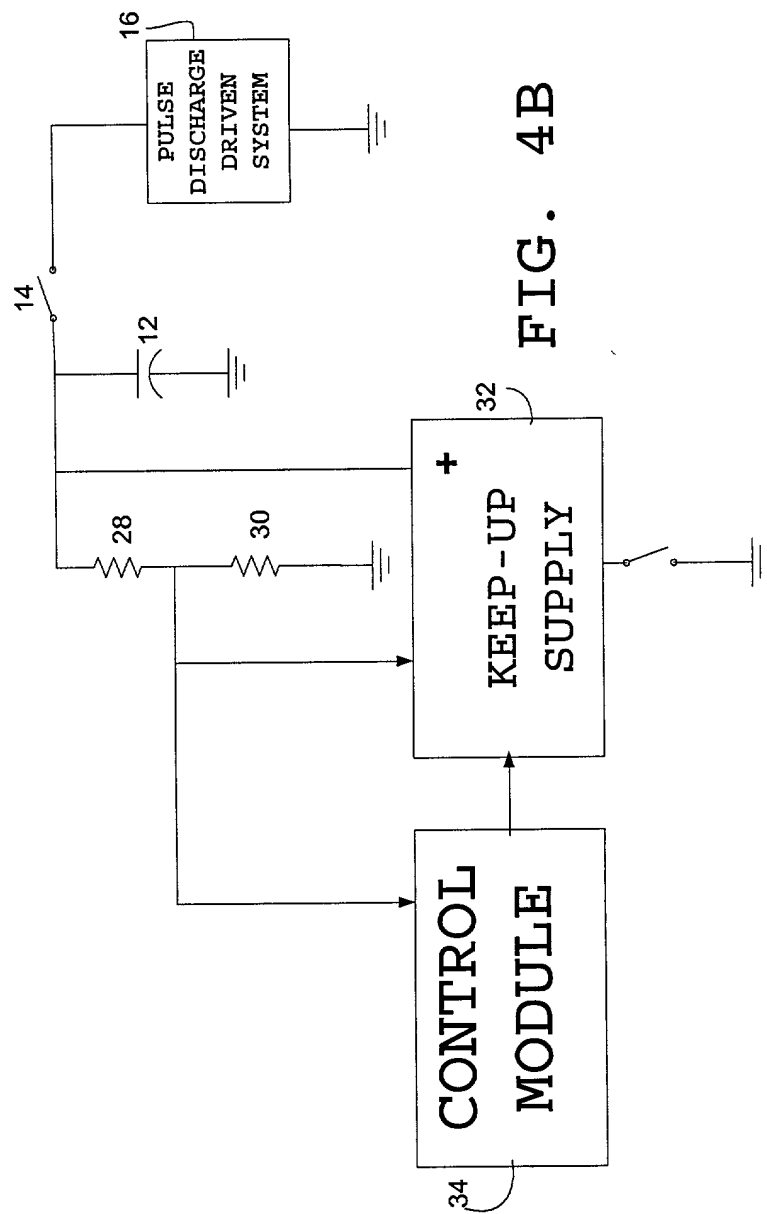 14
16
PULSE
DISCHARGE
DRIVEN
SYSTEM
12
28
30
32
+
KEEP-UP
SUPPLY
CONTROL
MODULE
34
FIG. 4B